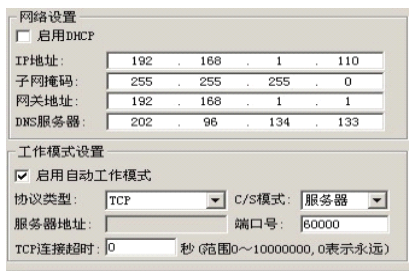 网络设置
启用DHCP
IP地址: 192 . 168 . 1 . 110
子网掩码: 255 . 255 . 255 . 0
网关地址: 192 . 168 . 1 . 1
DNS服务器: 202 . 96 . 134 . 133
工作模式设置
启用自动工作模式
协议类型: TCP C/S模式: 服务器
服务器地址: 端口号: 60000
TCP连接超时: 0 秒(范围0～10000000,0表示永远)